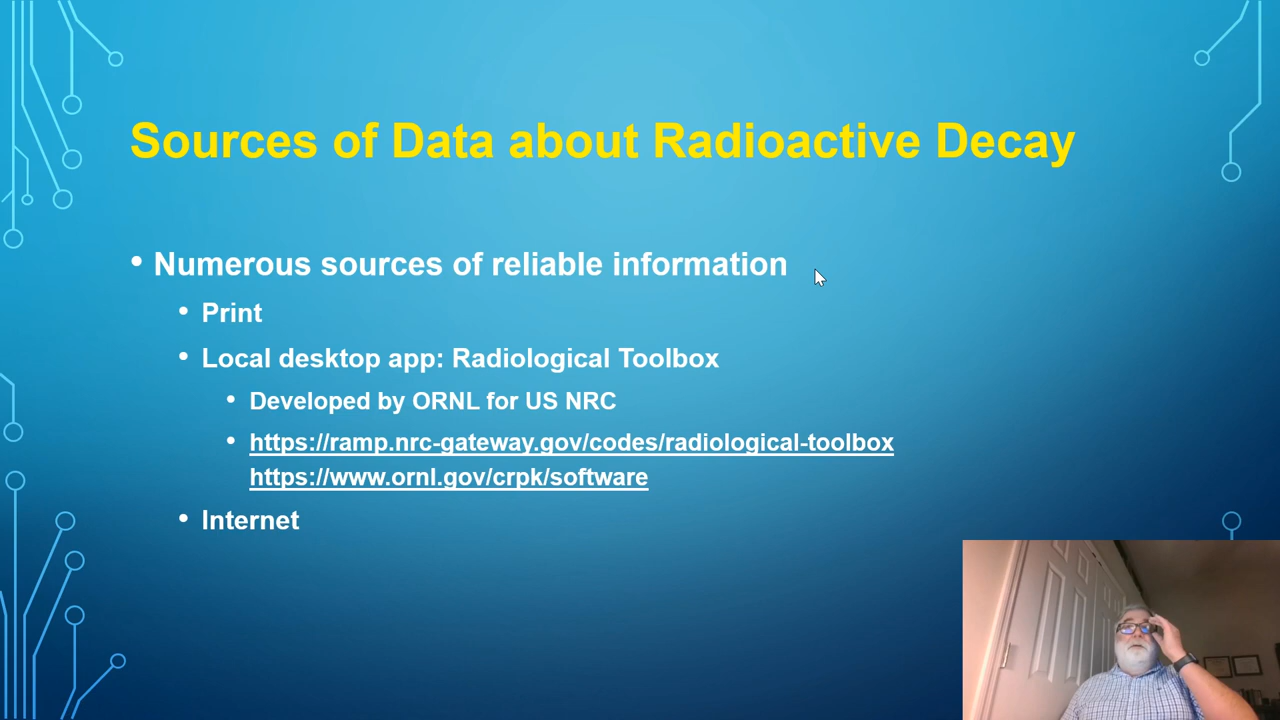 Sources of Data about Radioactive Decay
• Numerous sources of reliable information
• Print
• Local desktop app: Radiological Toolbox
• Developed by ORNL for US NRC
• https://ramp.nrc-gateway.gov/codes/radiological-toolbox
https://www.ornl.gov/crpk/software
• Internet